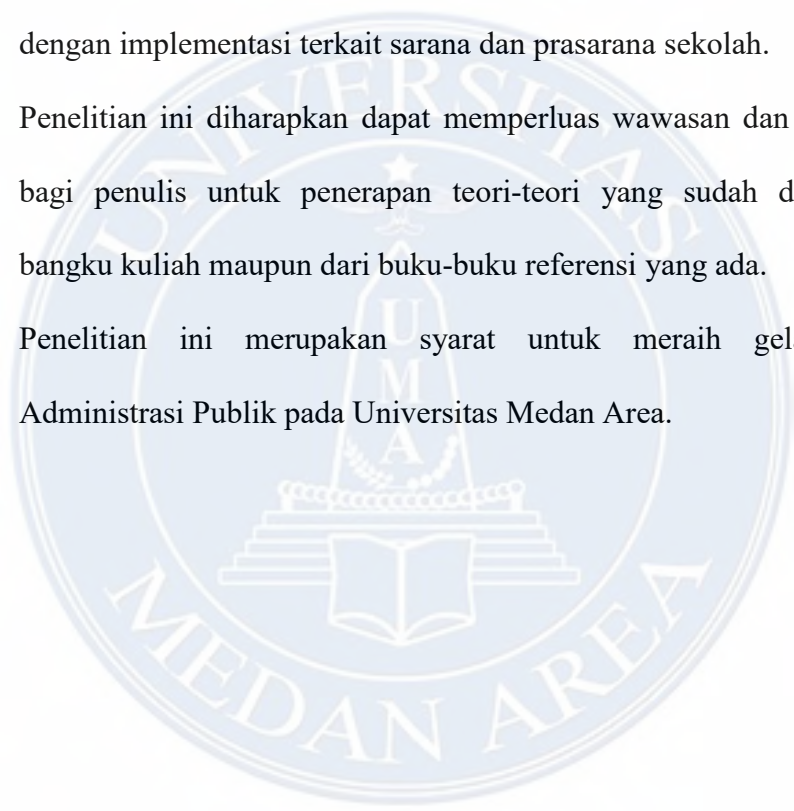 dengan implementasi terkait sarana dan prasarana sekolah.
Penelitian ini diharapkan dapat memperluas wawasan dan
bagi penulis untuk penerapan teori-teori yang sudah d
bangku kuliah maupun dari buku-buku referensi yang ada.
Penelitian ini merupakan syarat untuk meraih gel
Administrasi Publik pada Universitas Medan Area.
UNIVERSITAS
UMA
MEDAN AREA